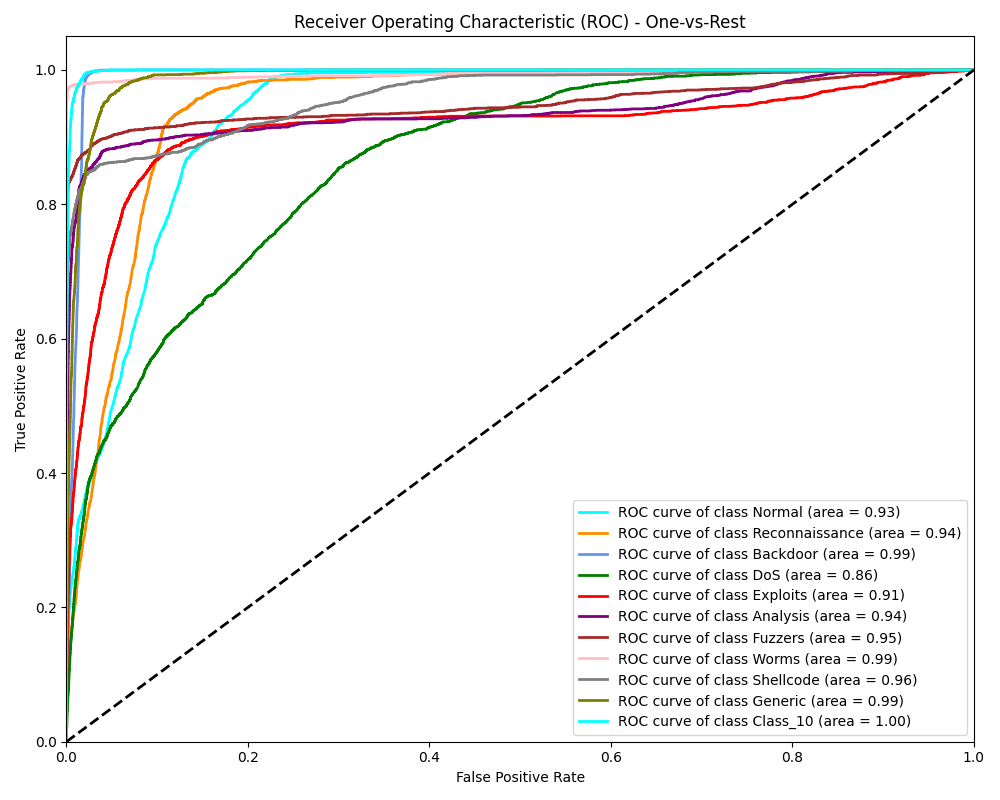 Receiver Operating Characteristic (ROC) - One-vs-Rest
True Positive Rate
1.0
0.8
0.6
0.4
0.2
0.0
0.0 0.2 0.4 0.6 0.8 1.0
False Positive Rate
ROC curve of class Normal (area = 0.93)
ROC curve of class Reconnaissance (area = 0.94)
ROC curve of class Backdoor (area = 0.99)
ROC curve of class DoS (area = 0.86)
ROC curve of class Exploits (area = 0.91)
ROC curve of class Analysis (area = 0.94)
ROC curve of class Fuzzers (area = 0.95)
ROC curve of class Worms (area = 0.99)
ROC curve of class Shellcode (area = 0.96)
ROC curve of class Generic (area = 0.99)
ROC curve of class Class_10 (area = 1.00)